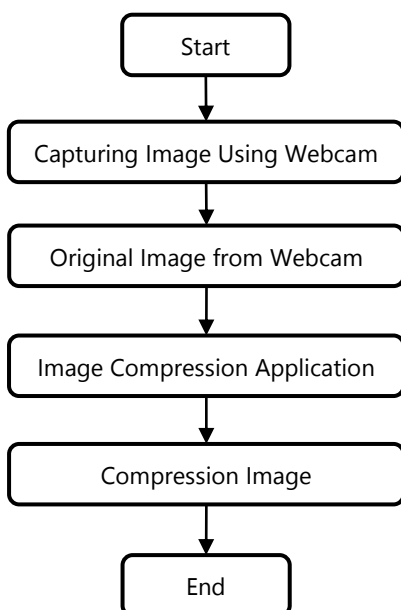 Start
Capturing Image Using Webcam
Original Image from Webcam
Image Compression Application
Compression Image
End